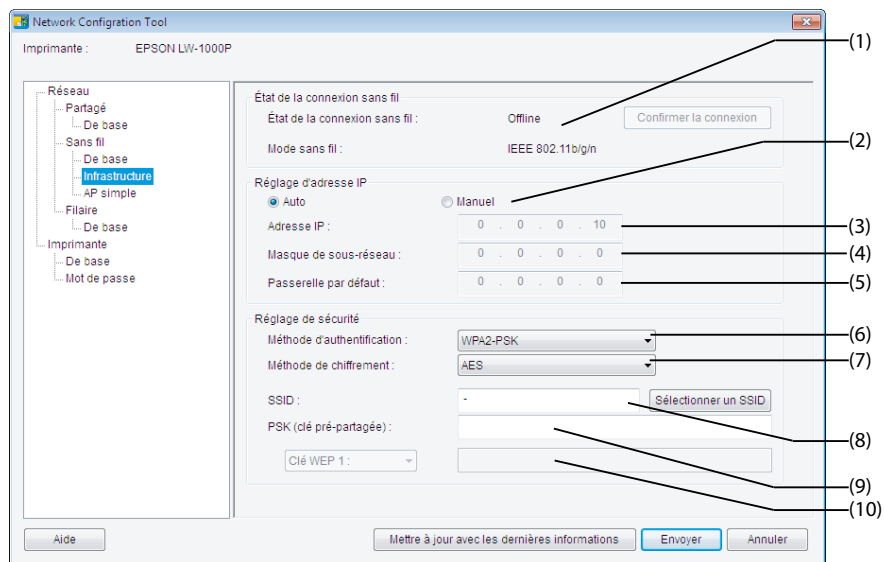 Network Configration Tool
Imprimante : EPSON LW-1000P
Réseau
Partagé
De base
Sans fil
De base
Infrastructure
AP simple
Filaire
De base
Imprimante
De base
Mot de passe
État de la connexion sans fil
État de la connexion sans fil : Offline Confirmer la connexion
Mode sans fil : IEEE 802.11b/g/n
Réglage d'adresse IP
Auto Manuel
Adresse IP : 0 . 0 . 0 . 10
Masque de sous-réseau : 0 . 0 . 0 . 0
Passerelle par défaut : 0 . 0 . 0 . 0
Réglage de sécurité
Méthode d'authentification : WPA2-PSK
Méthode de chiffrement : AES
SSID : - Sélectionner un SSID
PSK (clé pré-partagée) :
Clé WEP 1 :
Aide Mettre à jour avec les dernières informations Envoyer Annuler
(1)
(2)
(3)
(4)
(5)
(6)
(7)
(8)
(9)
(10)